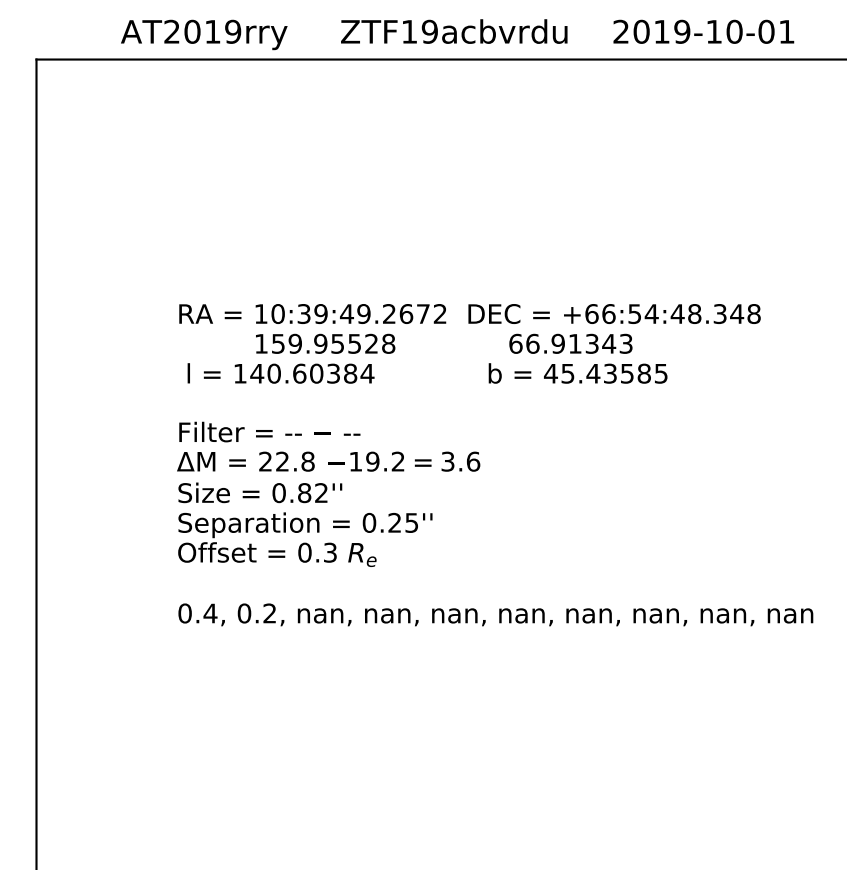 AT2019rry ZTF19acbvrdu 2019-10-01
RA = 10:39:49.2672 DEC = +66:54:48.348
159.95528 66.91343
l = 140.60384 b = 45.43585
Filter = -- − --
ΔM = 22.8 −19.2 = 3.6
Size = 0.82''
Separation = 0.25''
Offset = 0.3 Re
0.4, 0.2, nan, nan, nan, nan, nan, nan, nan, nan